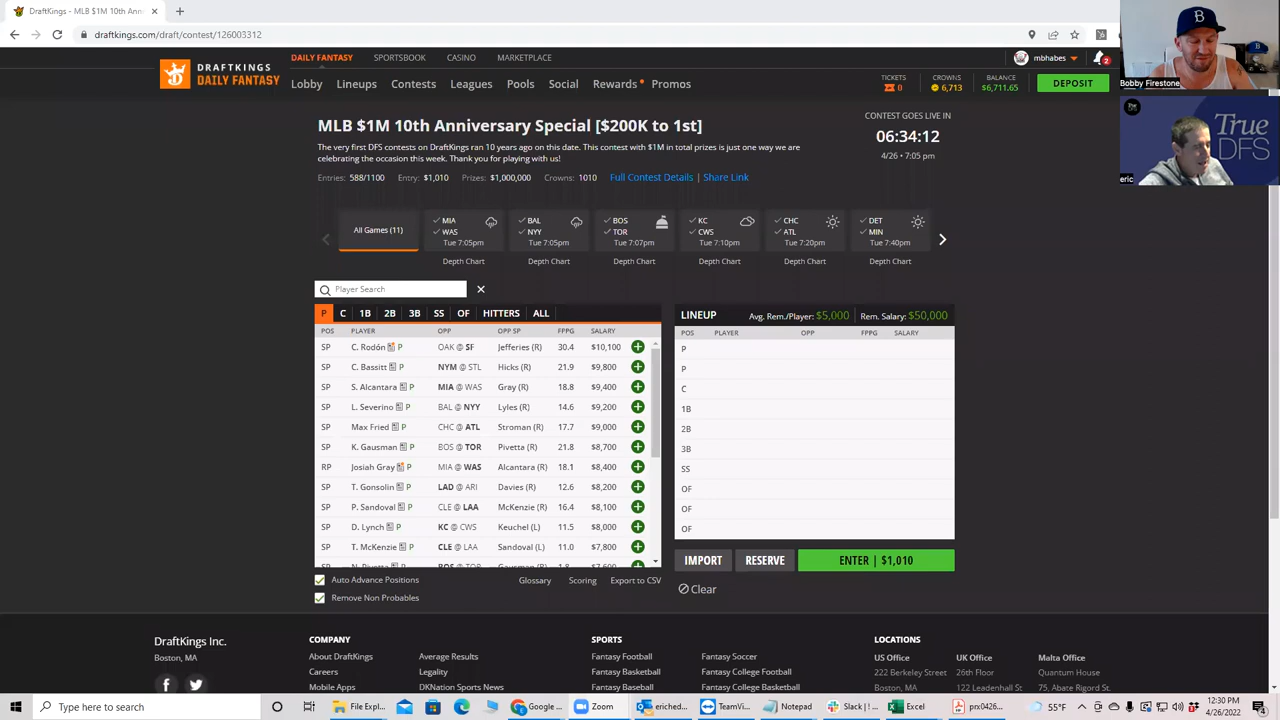 DraftKings - MLB $1M 10th Ann
draftkings.com/draft/contest/126003312
DRAFTKINGS
DAILY FANTASY
DAILY FANTASY
SPORTSBOOK
CASINO
MARKETPLACE
mbhabes
2
Lobby
Lineups
Contests
Leagues
Pools
Social
Rewards
Promos
TICKETS
0
CROWNS
6,713
BALANCE
$6,711.65
DEPOSIT
Bobby Firestone
True
DFS
eric
MLB $1M 10th Anniversary Special [$200K to 1st]
The very first DFS contests on DraftKings ran 10 years ago on this date. This contest with $1M in total prizes is just one way we are
celebrating the occasion this week. Thank you for playing with us!
Entries: 588/1100
Entry: $1,010
Prizes: $1,000,000
Crowns: 1010
Full Contest Details | Share Link
CONTEST GOES LIVE IN
06:34:12
4/26 • 7:05 pm
All Games (11)
MIA
WAS
Tue 7:05pm
Depth Chart
BAL
NYY
Tue 7:05pm
Depth Chart
BOS
TOR
Tue 7:07pm
Depth Chart
KC
CWS
Tue 7:10pm
Depth Chart
CHC
ATL
Tue 7:20pm
Depth Chart
DET
MIN
Tue 7:40pm
Depth Chart
Player Search
P C 1B 2B 3B SS OF HITTERS ALL
POS PLAYER OPP OPP SP FPPG SALARY
SP C. Rodón P OAK @ SF Jefferies (R) 30.4 $10,100
SP C. Bassitt P NYM @ STL Hicks (R) 21.9 $9,800
SP S. Alcantara P MIA @ WAS Gray (R) 18.8 $9,400
SP L. Severino P BAL @ NYY Lyles (R) 14.6 $9,200
SP Max Fried P CHC @ ATL Stroman (R) 17.7 $9,000
SP K. Gausman P BOS @ TOR Pivetta (R) 21.8 $8,700
RP Josiah Gray P MIA @ WAS Alcantara (R) 18.1 $8,400
SP T. Gonsolin P LAD @ ARI Davies (R) 12.6 $8,200
SP P. Sandoval P CLE @ LAA McKenzie (R) 16.4 $8,100
SP D. Lynch P KC @ CWS Keuchel (L) 11.5 $8,000
SP T. McKenzie P CLE @ LAA Sandoval (L) 11.0 $7,800
LINEUP
Avg. Rem./Player: $5,000
Rem. Salary: $50,000
POS PLAYER OPP FPPG SALARY
P
P
C
1B
2B
3B
SS
OF
OF
OF
IMPORT
RESERVE
ENTER | $1,010
Clear
Auto Advance Positions
Remove Non Probables
Glossary
Scoring
Export to CSV
DraftKings Inc.
Boston, MA
COMPANY
About DraftKings
Careers
Mobile Apps
Average Results
Legality
DKNation Sports News
SPORTS
Fantasy Football
Fantasy Basketball
Fantasy Baseball
Fantasy Soccer
Fantasy College Football
Fantasy College Basketball
LOCATIONS
US Office
222 Berkeley Street
Boston, MA
UK Office
26th Floor
122 Leadenhall St
Malta Office
Quantum House
75, Abate Rigord St.
Type here to search
File Expl...
Google ...
Zoom
eriched...
TeamVi...
Notepad
Slack | ! ...
Excel
prx0426...
55°F
12:30 PM
4/26/2022